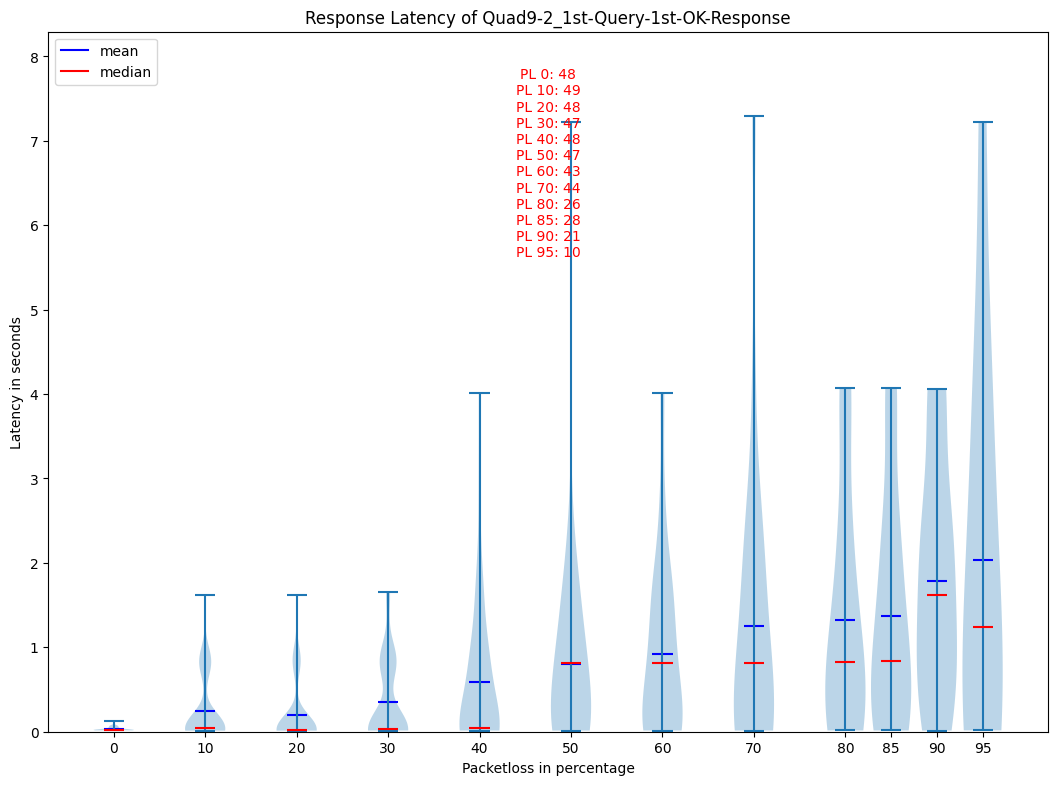 Response Latency of Quad9-2_1st-Query-1st-OK-Response
mean
median
PL 0: 48
PL 10: 49
PL 20: 48
PL 30: 47
PL 40: 48
PL 50: 47
PL 60: 43
PL 70: 44
PL 80: 26
PL 85: 28
PL 90: 21
PL 95: 10
Latency in seconds
8
7
6
5
4
3
2
1
0
0 10 20 30 40 50 60 70 80 85 90 95
Packetloss in percentage